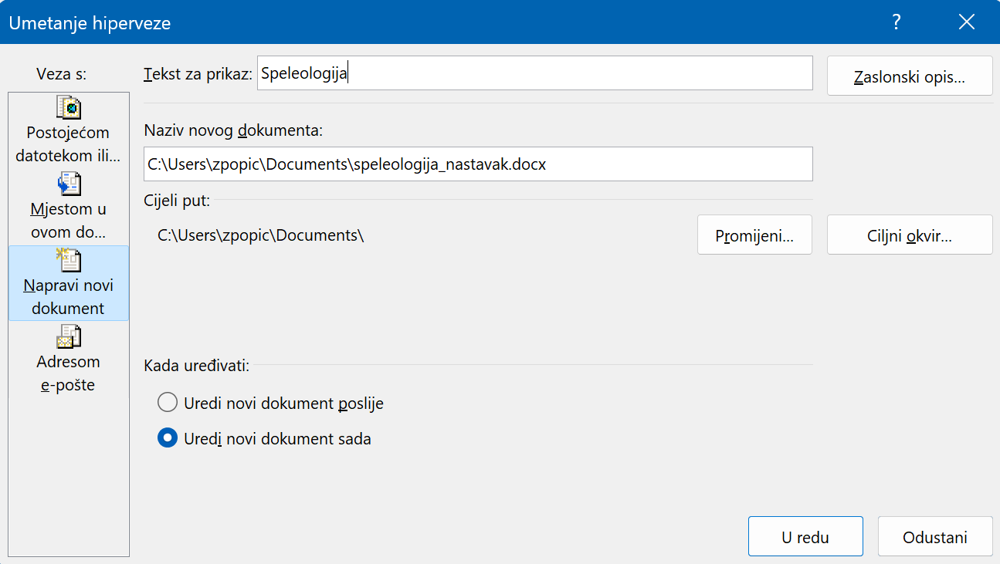 Umetanje hiperveze
?
Veza s:
Tekst za prikaz:
Speleologija
Zaslonski opis...
Postojećom
datotekom ili...
Mjestom u
ovom do...
Napravi novi
dokument
Adresom
e-pošte
Naziv novog dokumenta:
C:\Users\zpopic\Documents\speleologija_nastavak.docx
Cijeli put:
C:\Users\zpopic\Documents\
Promijeni...
Ciljni okvir...
Kada uređivati:
Uredi novi dokument poslije
Uredi novi dokument sada
U redu
Odustani